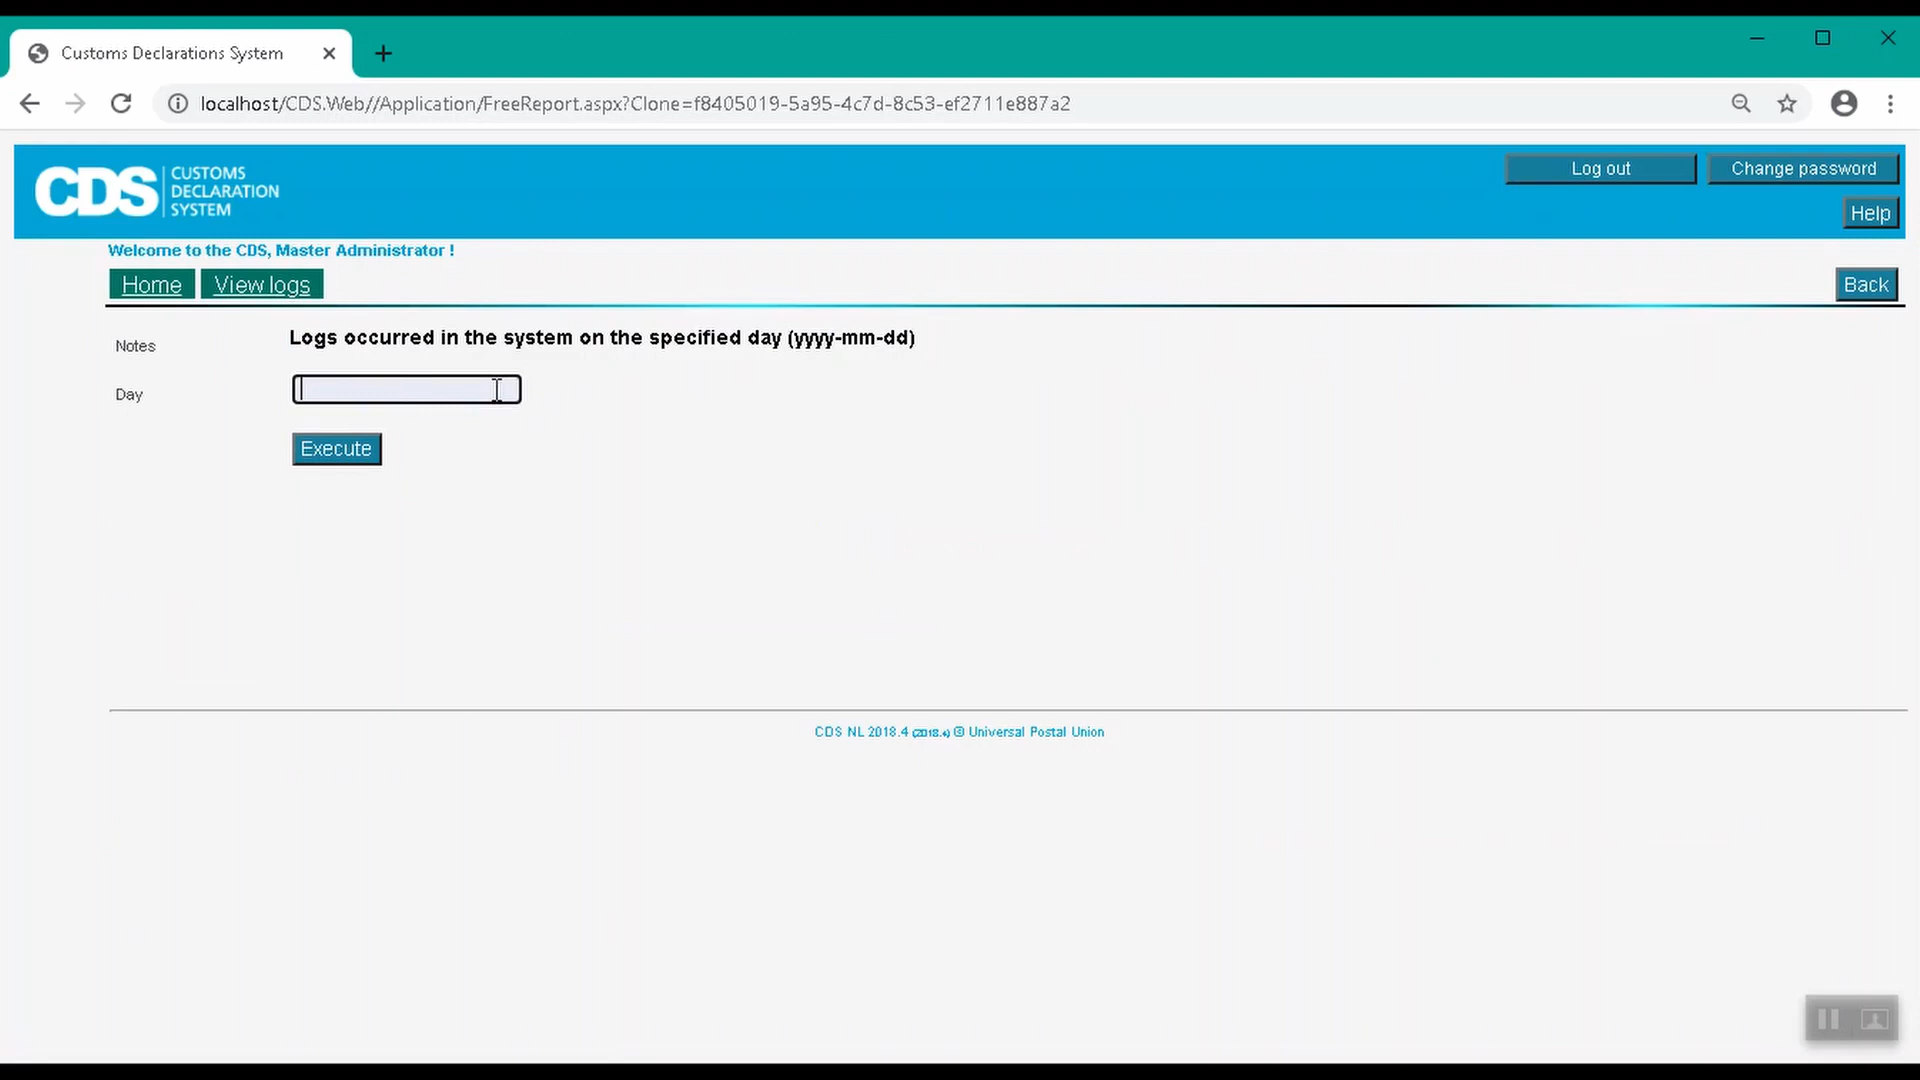 Customs Declarations System
localhost/CDS.Web//Application/FreeReport.aspx?Clone=f8405019-5a95-4c7d-8c53-ef2711e887a2
CDS CUSTOMS
DECLARATION
SYSTEM
Log out Change password
Help
Welcome to the CDS, Master Administrator !
Home View logs Back
Notes Logs occurred in the system on the specified day (yyyy-mm-dd)
Day
Execute
CDS NL 2018.4 (2018.4) © Universal Postal Union